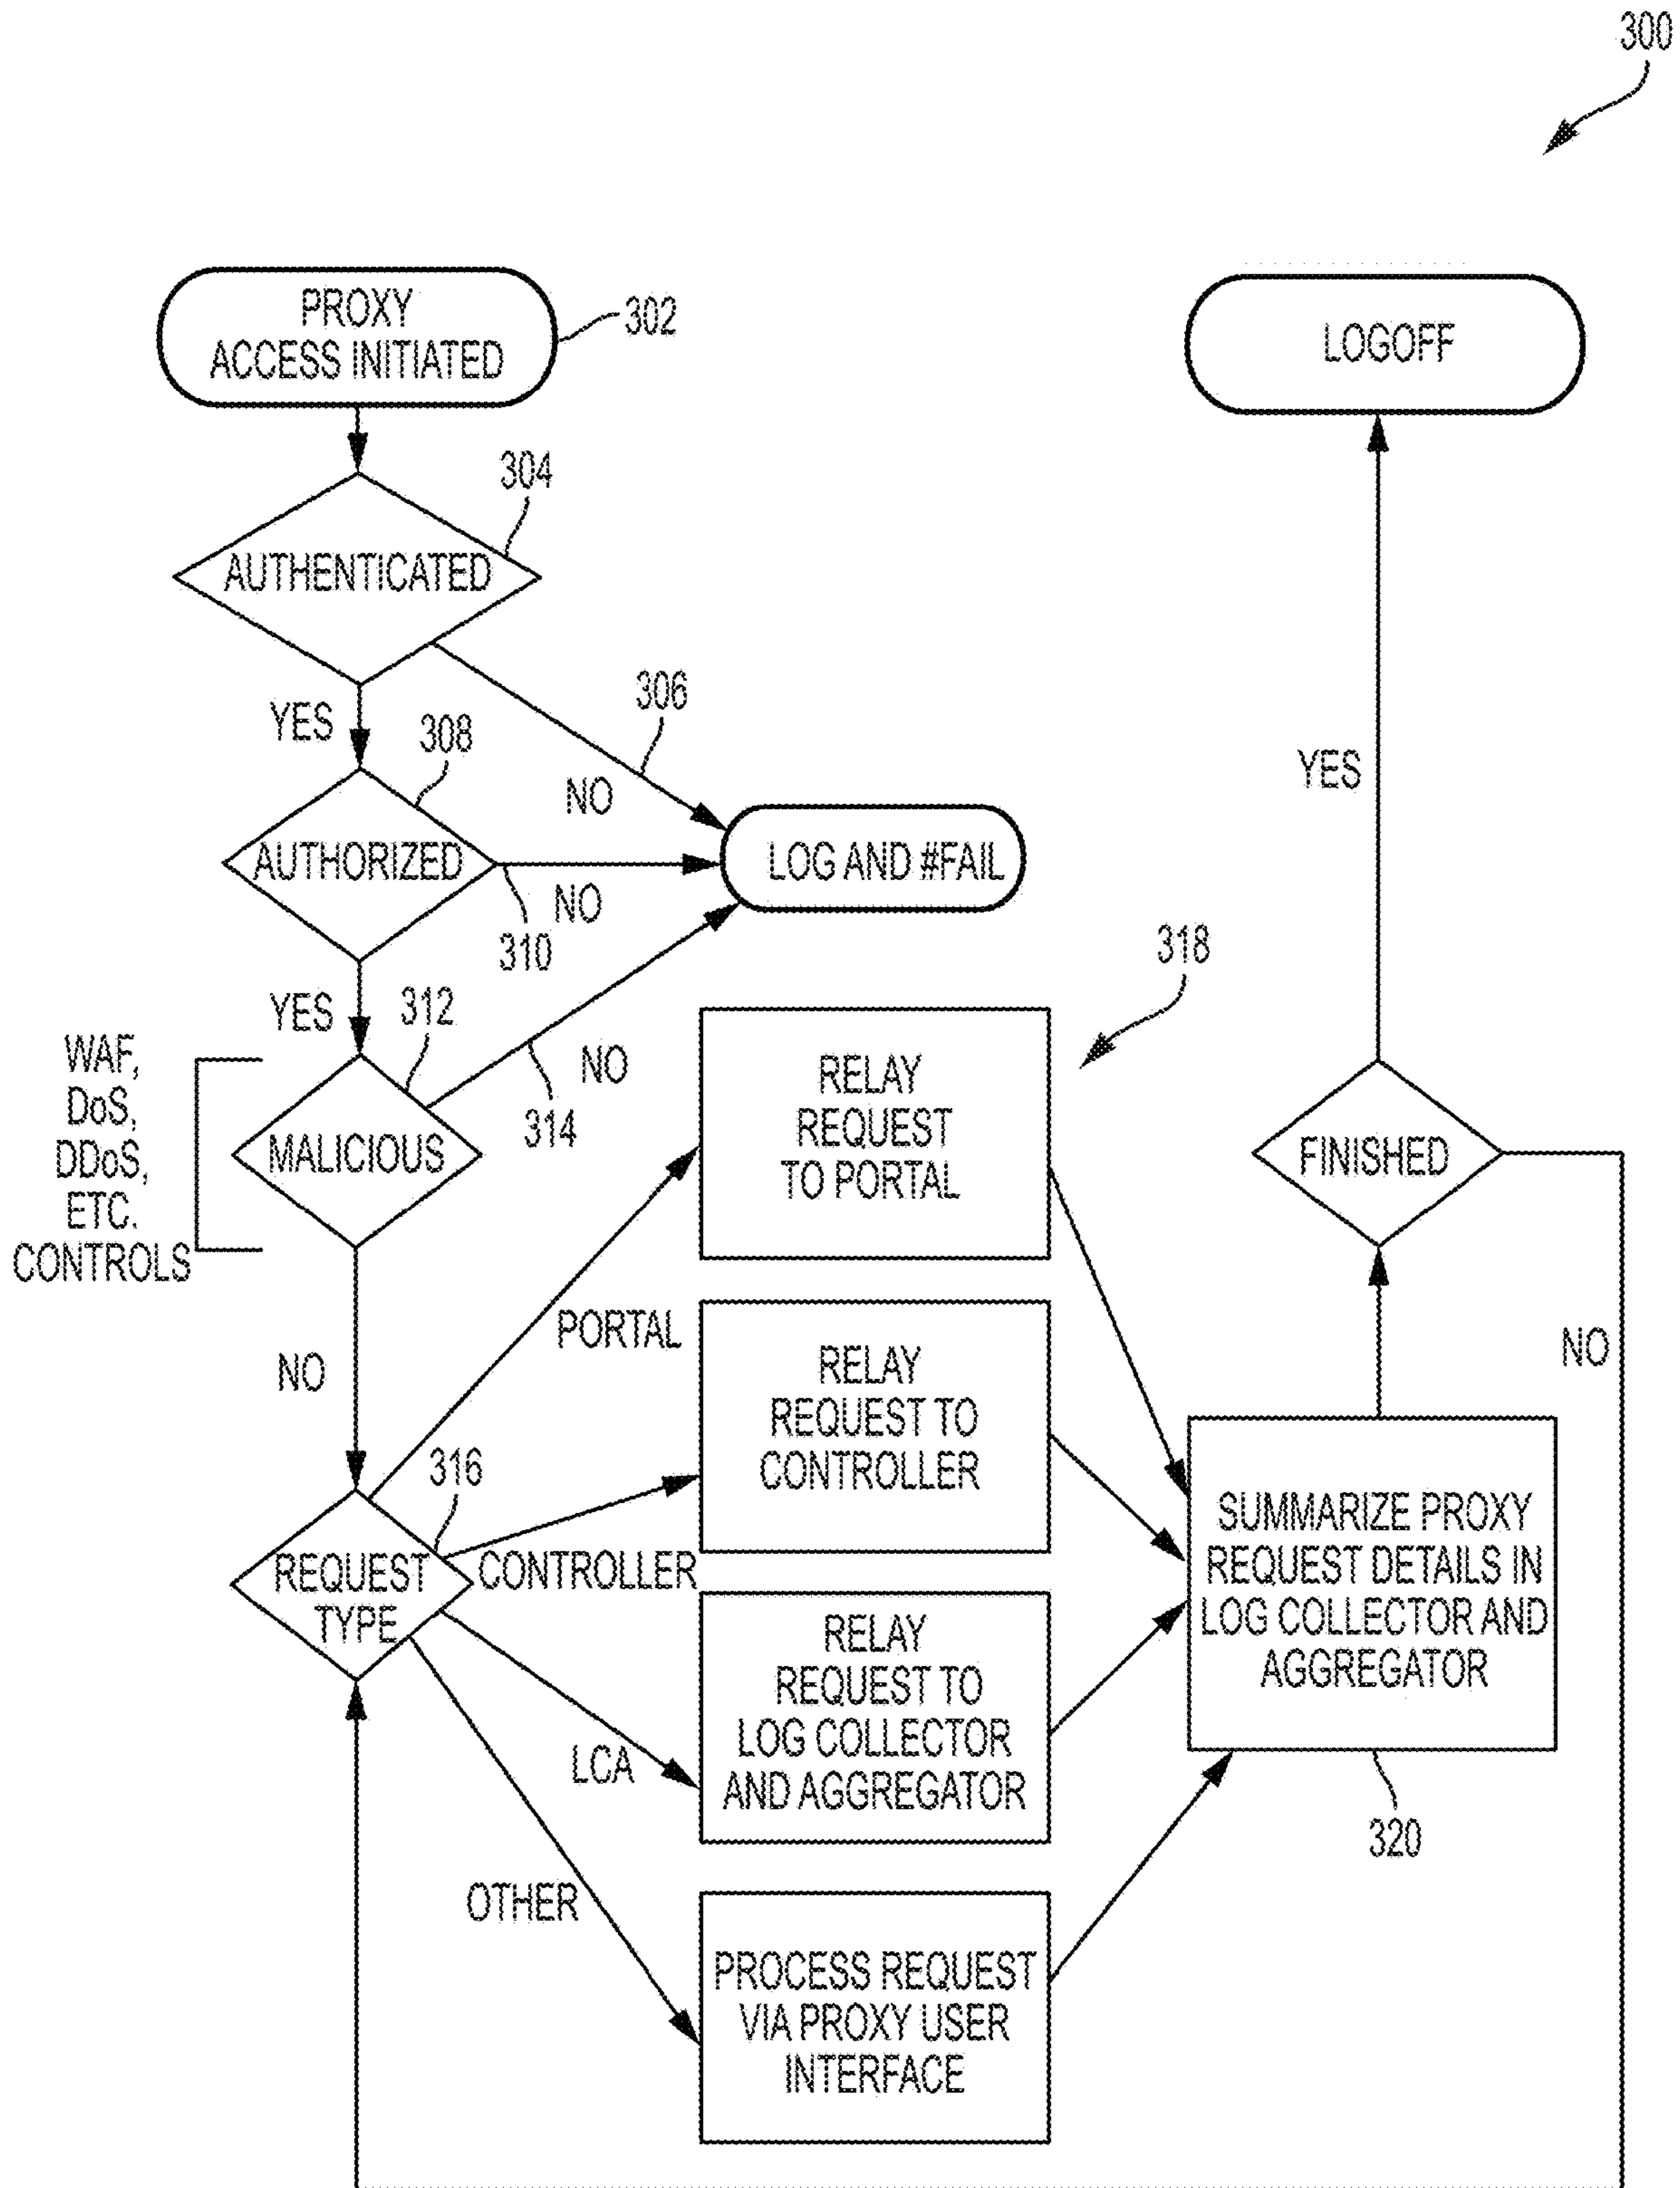 300
PROXY
ACCESS INITIATED
302
LOGOFF
304
AUTHENTICATED
306
YES
NO
308
YES
AUTHORIZED
LOG AND #FAIL
NO
310
318
YES
312
WAF,
DoS,
DDoS,
ETC.
CONTROLS
MALICIOUS
NO
314
RELAY
REQUEST
TO PORTAL
FINISHED
NO
PORTAL
NO
RELAY
REQUEST TO
CONTROLLER
316
REQUEST
TYPE
CONTROLLER
SUMMARIZE PROXY
REQUEST DETAILS IN
LOG COLLECTOR AND
AGGREGATOR
RELAY
REQUEST TO
LOG COLLECTOR
AND AGGREGATOR
LCA
320
OTHER
PROCESS REQUEST
VIA PROXY USER
INTERFACE